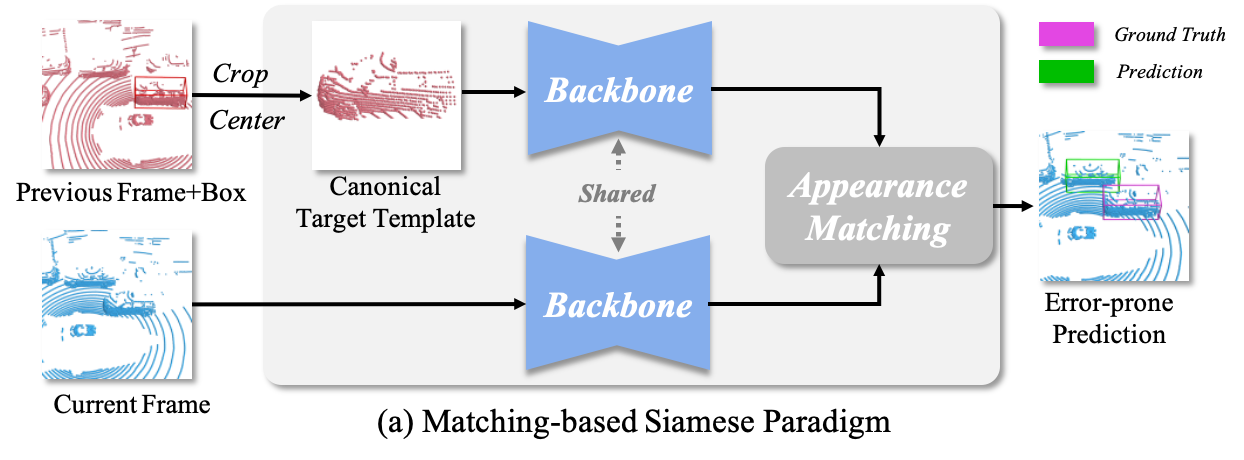 Crop
Center
Previous Frame+Box
Canonical
Target Template
Backbone
Shared
Backbone
Appearance
Matching
Ground Truth
Prediction
Error-prone
Prediction
Current Frame
(a) Matching-based Siamese Paradigm